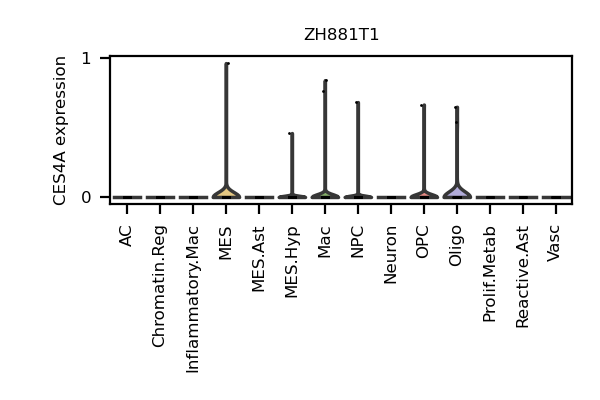 ZH881T1
CES4A expression
1
0
AC
Chromatin.Reg
Inflammatory.Mac
MES
MES.Ast
MES.Hyp
Mac
NPC
Neuron
OPC
Oligo
Prolif.Metab
Reactive.Ast
Vasc